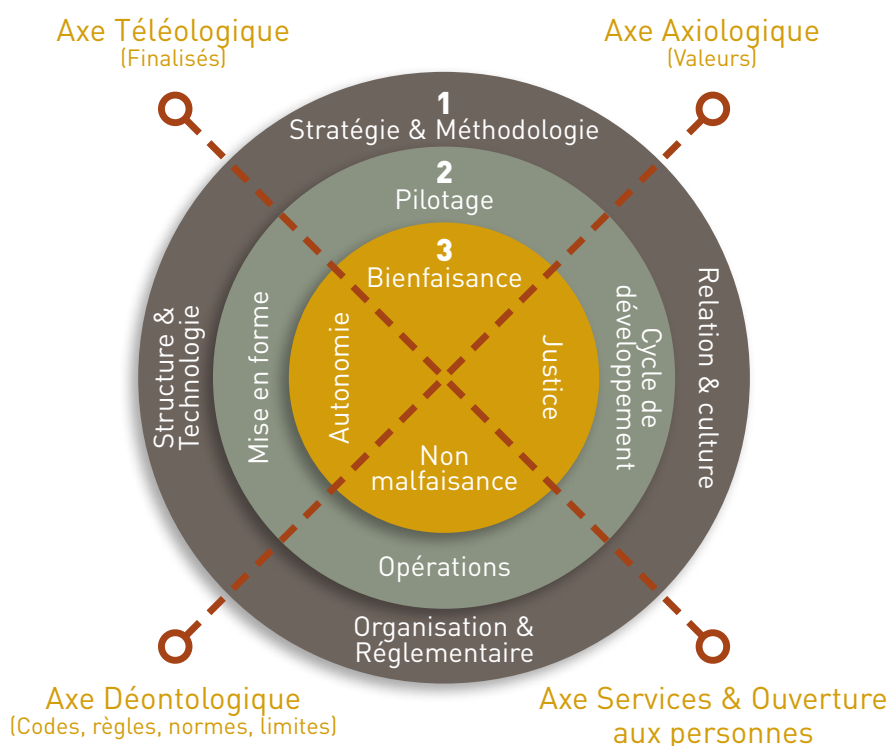 Axe Téléologique
(Finalisés)
Axe Axiologique
(Valeurs)
1
Stratégie & Méthodologie
2
Pilotage
3
Bienfaisance
Structure &
Technologie
Mise en forme
Autonomie
Justice
Cycle de
développement
Relation & culture
Non
malfaisance
Opérations
Organisation &
Réglementaire
Axe Déontologique
(Codes, règles, normes, limites)
Axe Services & Ouverture
aux personnes